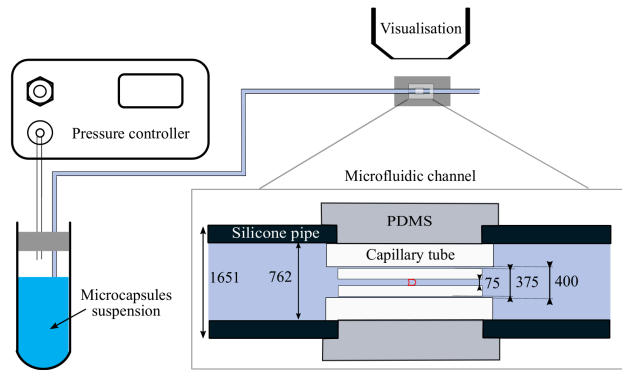 Visualisation
Pressure controller
Microfluidic channel
PDMS
Silicone pipe
Capillary tube
1651
762
75
375
400
Microcapsules
suspension